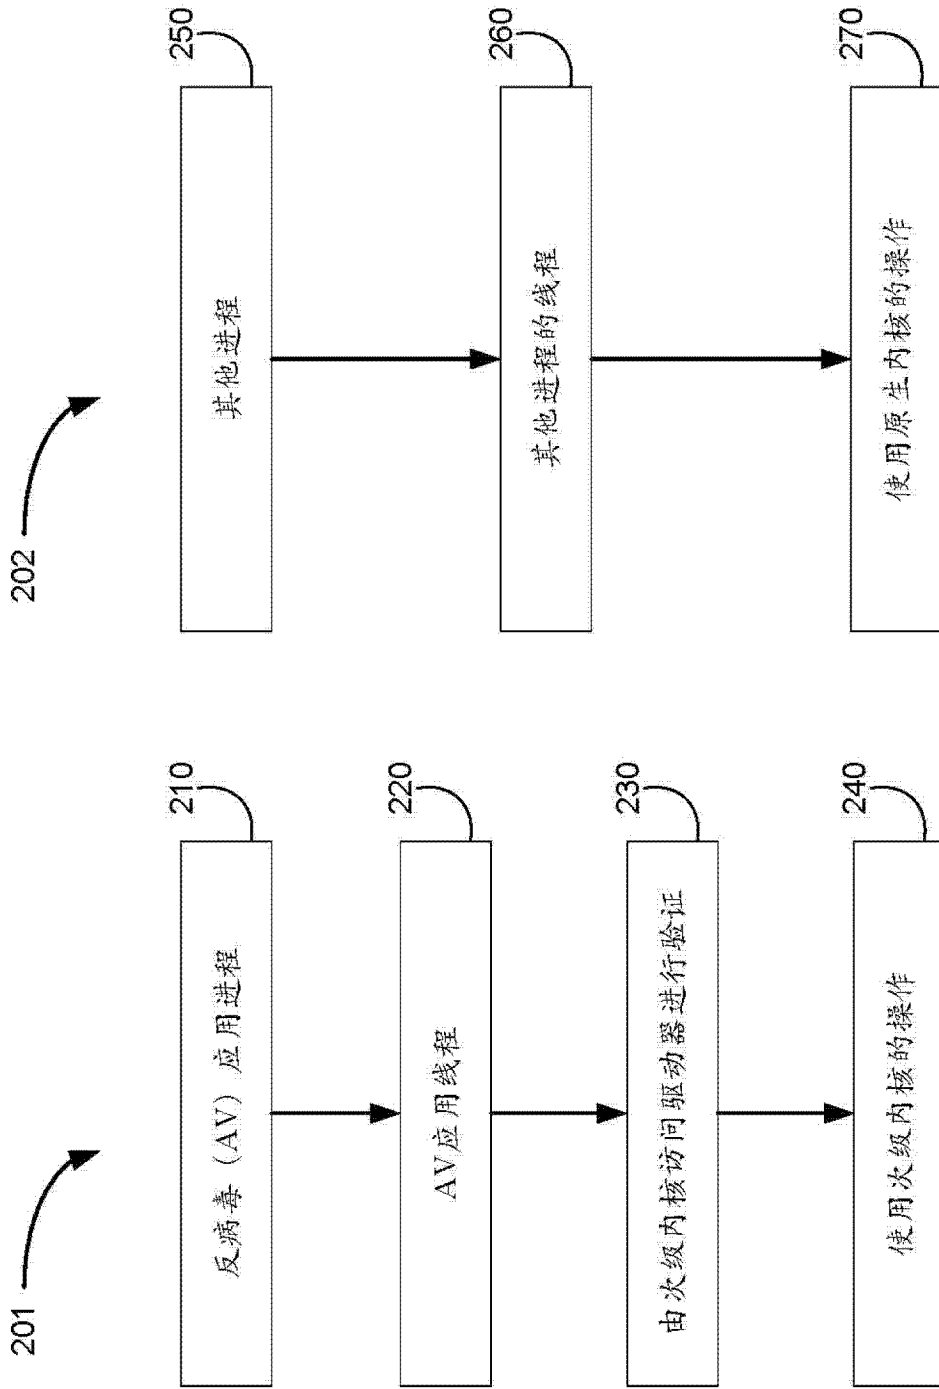 201
反病毒（AV）应用进程
210
AV应用线程
220
由次级内核访问驱动器进行验证
230
使用次级内核的操作
240
202
其他进程
250
其他进程的线程
260
使用原生内核的操作
270